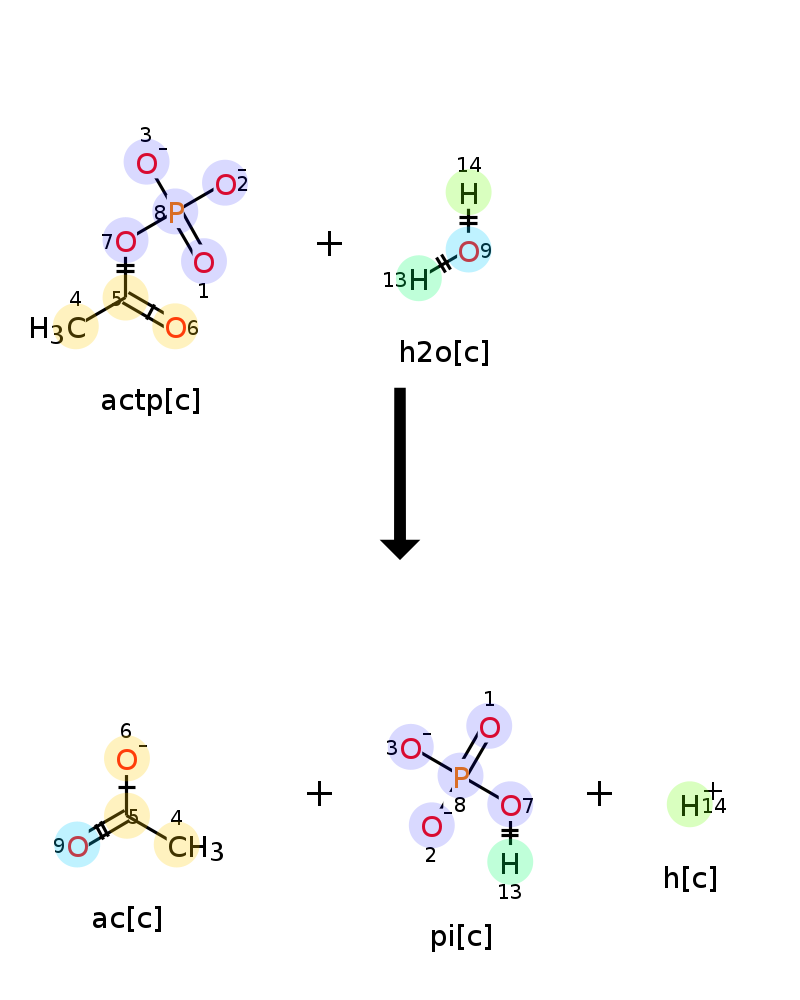 3
O-
O-
2
8
P
7
O
O
1
4
5
H3C
O
6
actp[c]
+
14
H
O
9
13
H
h2o[c]
6
O-
5
4
9
O
CH3
ac[c]
+
1
O
3
O-
P
8
O
7
O-
2
H
13
pi[c]
+
H+
14
h[c]